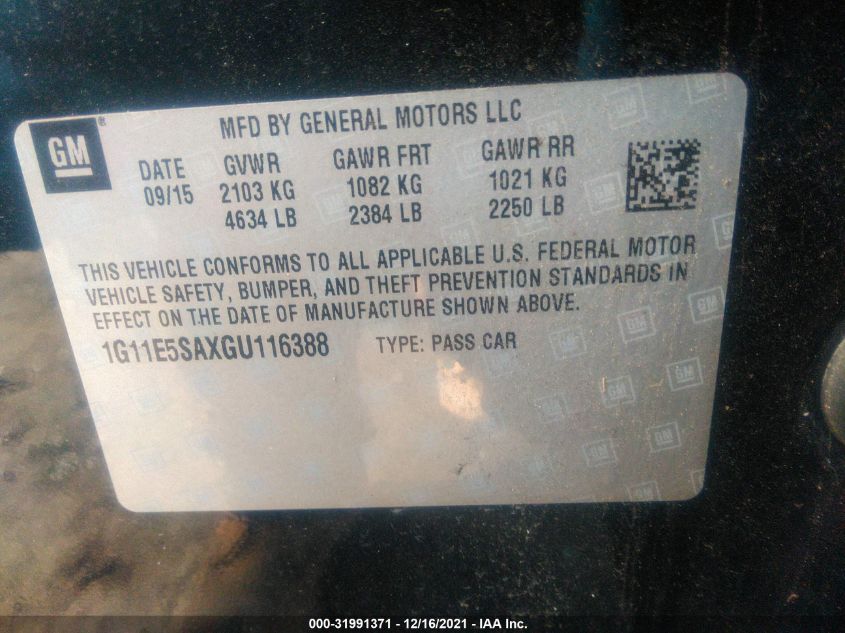 MFD BY GENERAL MOTORS LLC
GM®
DATE GVWR GAWR FRT GAWR RR
09/15 2103 KG 1082 KG 1021 KG
4634 LB 2384 LB 2250 LB
THIS VEHICLE CONFORMS TO ALL APPLICABLE U.S. FEDERAL MOTOR
VEHICLE SAFETY, BUMPER, AND THEFT PREVENTION STANDARDS IN
EFFECT ON THE DATE OF MANUFACTURE SHOWN ABOVE.
1G11E5SAXGU116388 TYPE: PASS CAR
000-31991371 - 12/16/2021 - IAA Inc.